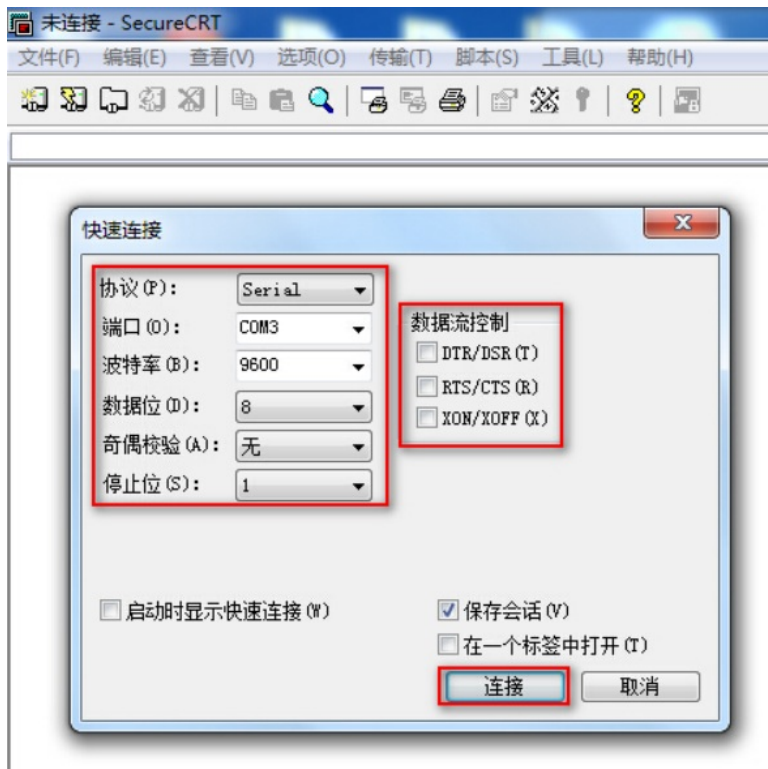 未连接 - SecureCRT
文件(F) 编辑(E) 查看(V) 选项(O) 传输(T) 脚本(S) 工具(L) 帮助(H)
快速连接
协议(P): Serial
端口(O): COM3
数据流控制
DTR/DSR(T)
波特率(B): 9600
RTS/CTS(R)
数据位(D): 8
XON/XOFF(X)
奇偶校验(A): 无
停止位(S): 1
启动时显示快速连接(W) 保存会话(V)
在一个标签中打开(T)
连接 取消